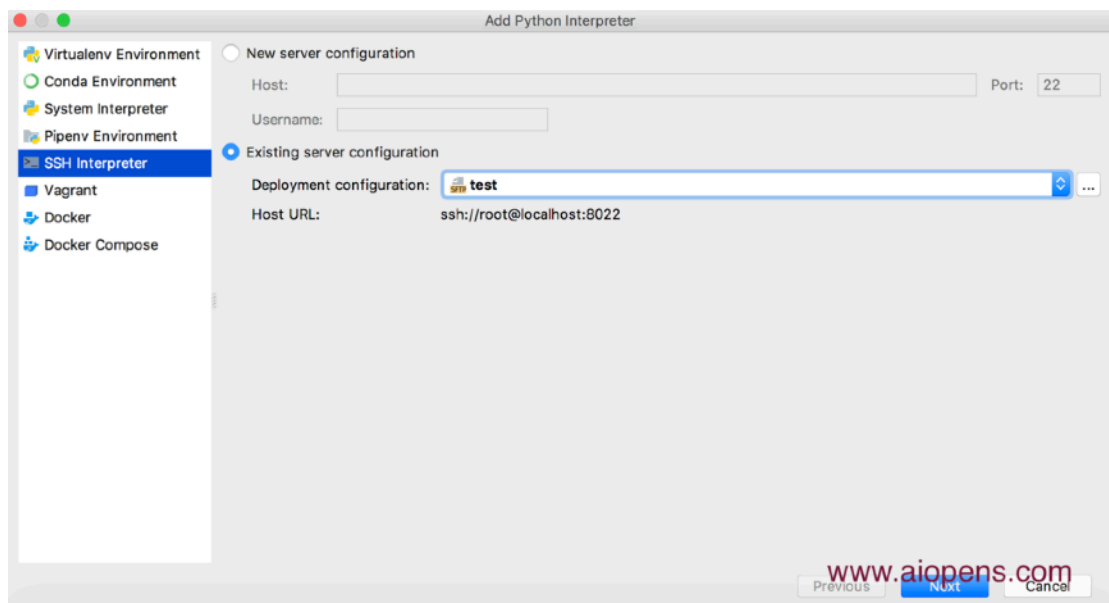 Add Python Interpreter
Virtualenv Environment
Conda Environment
System Interpreter
Pipenv Environment
SSH Interpreter
Vagrant
Docker
Docker Compose
New server configuration
Host:
Port: 22
Username:
Existing server configuration
Deployment configuration: SFTP test ...
Host URL: ssh://root@localhost:8022
www.aiopens.com
Previous Next Cancel